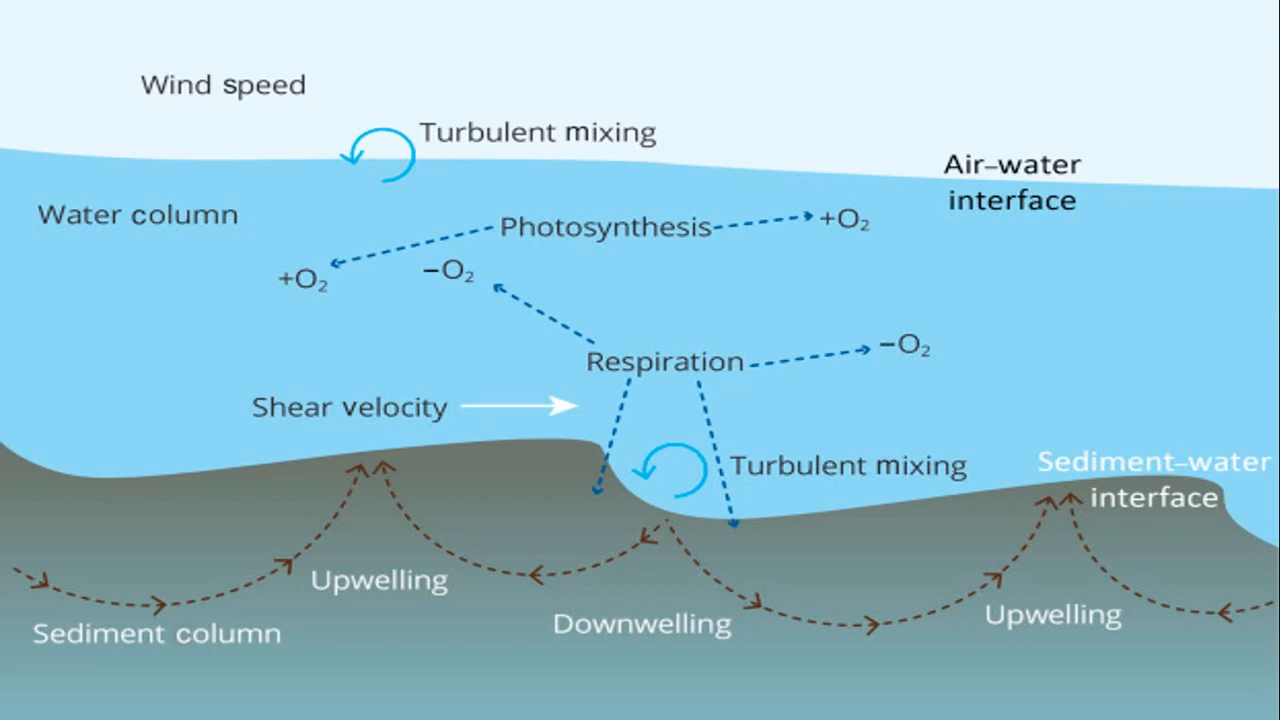 Wind speed
Turbulent mixing
Air–water
interface
Water column
Photosynthesis
+O₂
+O₂
−O₂
−O₂
Respiration
Shear velocity
Turbulent mixing
Sediment–water
interface
Upwelling
Downwelling
Upwelling
Sediment column